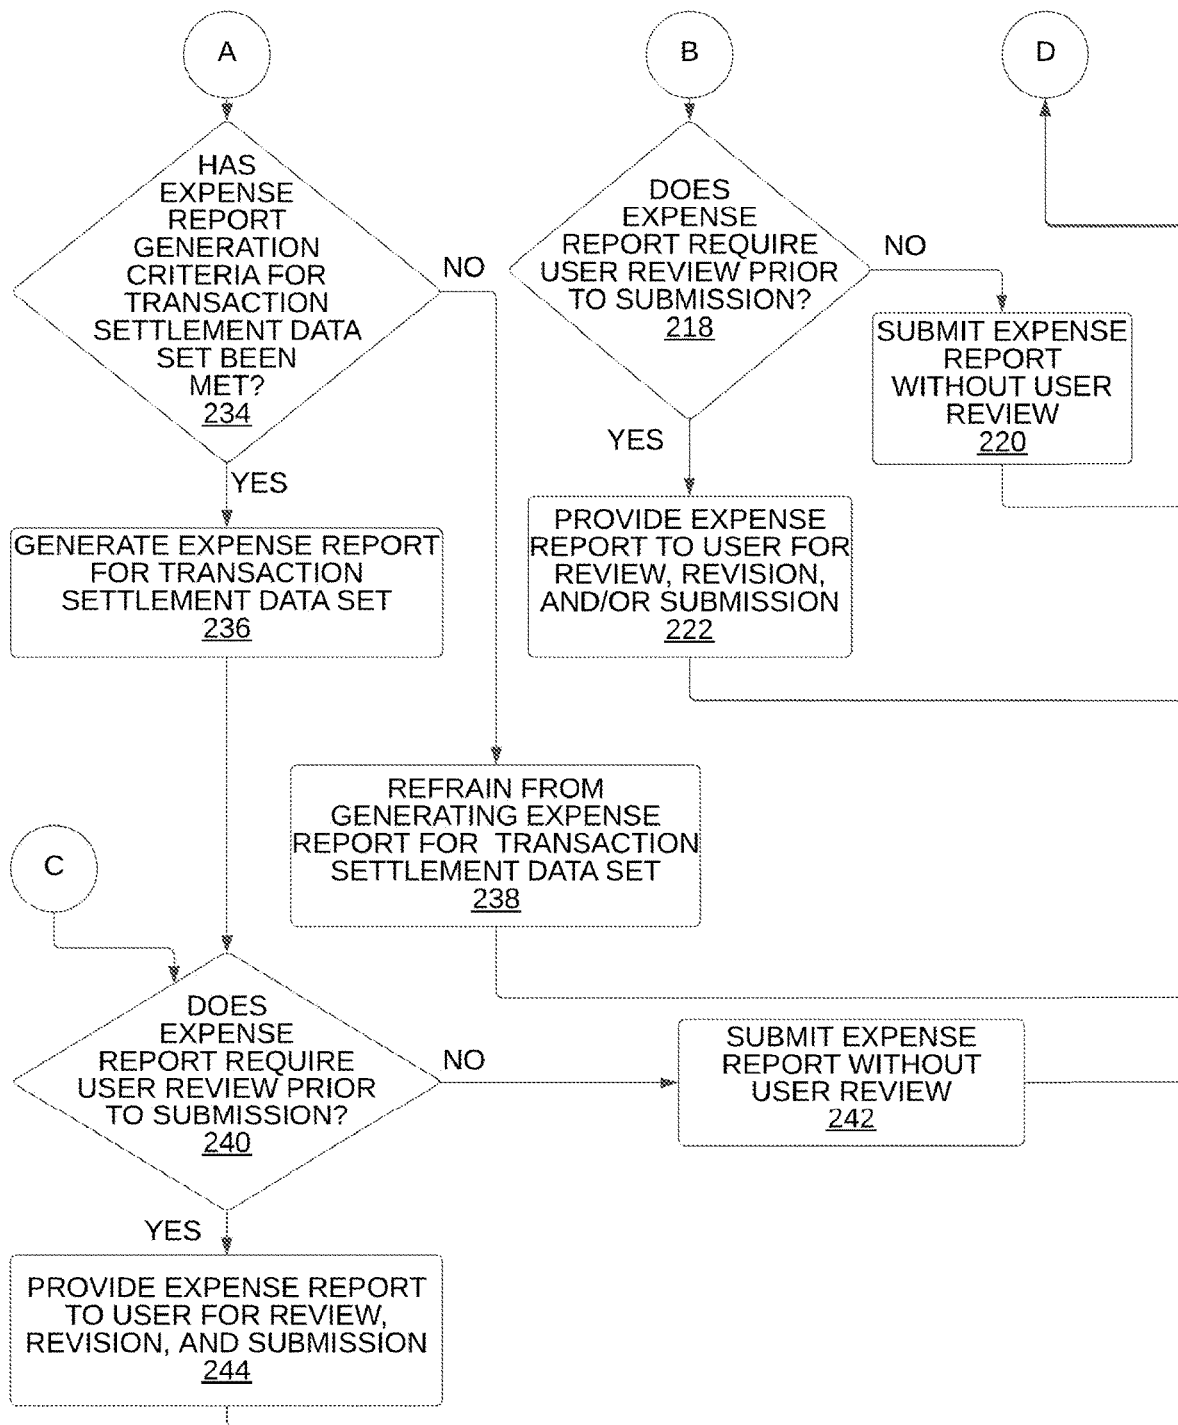 A
HAS
EXPENSE
REPORT
GENERATION
CRITERIA FOR
TRANSACTION
SETTLEMENT DATA
SET BEEN
MET?
234
NO
YES
GENERATE EXPENSE REPORT
FOR TRANSACTION
SETTLEMENT DATA SET
236
B
DOES
EXPENSE
REPORT REQUIRE
USER REVIEW PRIOR
TO SUBMISSION?
218
NO
YES
SUBMIT EXPENSE
REPORT
WITHOUT USER
REVIEW
220
PROVIDE EXPENSE
REPORT TO USER FOR
REVIEW, REVISION,
AND/OR SUBMISSION
222
D
REFRAIN FROM
GENERATING EXPENSE
REPORT FOR TRANSACTION
SETTLEMENT DATA SET
238
C
DOES
EXPENSE
REPORT REQUIRE
USER REVIEW PRIOR
TO SUBMISSION?
240
NO
SUBMIT EXPENSE
REPORT WITHOUT
USER REVIEW
242
YES
PROVIDE EXPENSE REPORT
TO USER FOR REVIEW,
REVISION, AND SUBMISSION
244